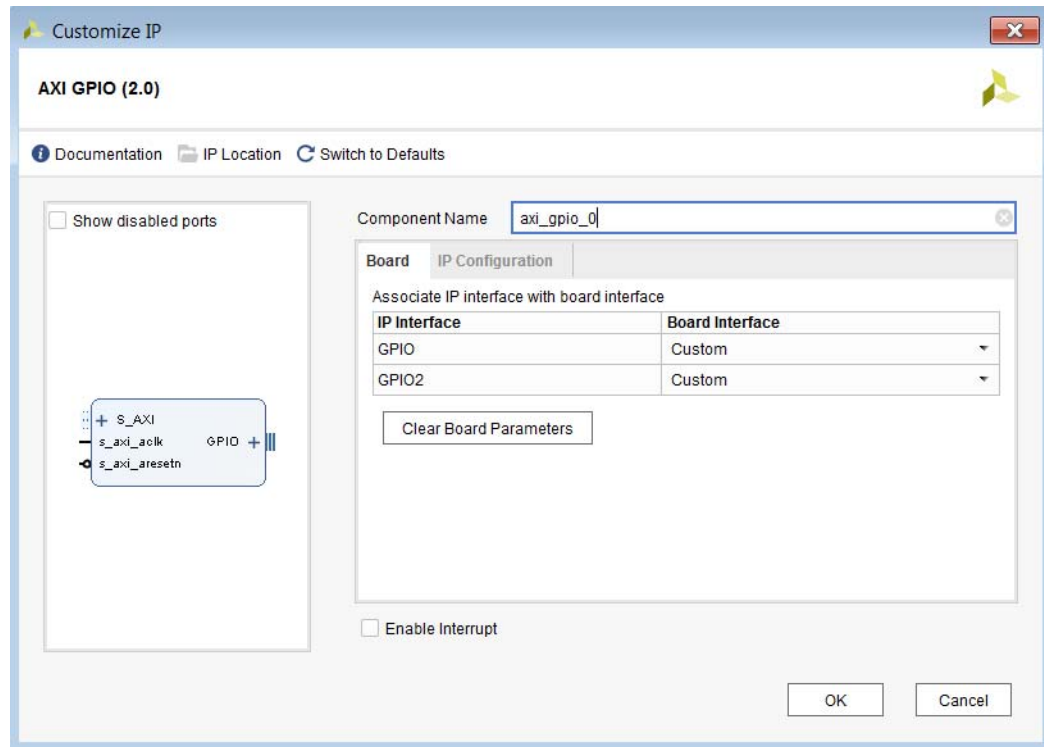 Customize IP
AXI GPIO (2.0)
Documentation IP Location Switch to Defaults
Show disabled ports
Component Name axi_gpio_0
Board IP Configuration
Associate IP interface with board interface
IP Interface Board Interface
GPIO Custom
GPIO2 Custom
Clear Board Parameters
S_AXI
s_axi_aclk GPIO
s_axi_aresetn
Enable Interrupt
OK Cancel